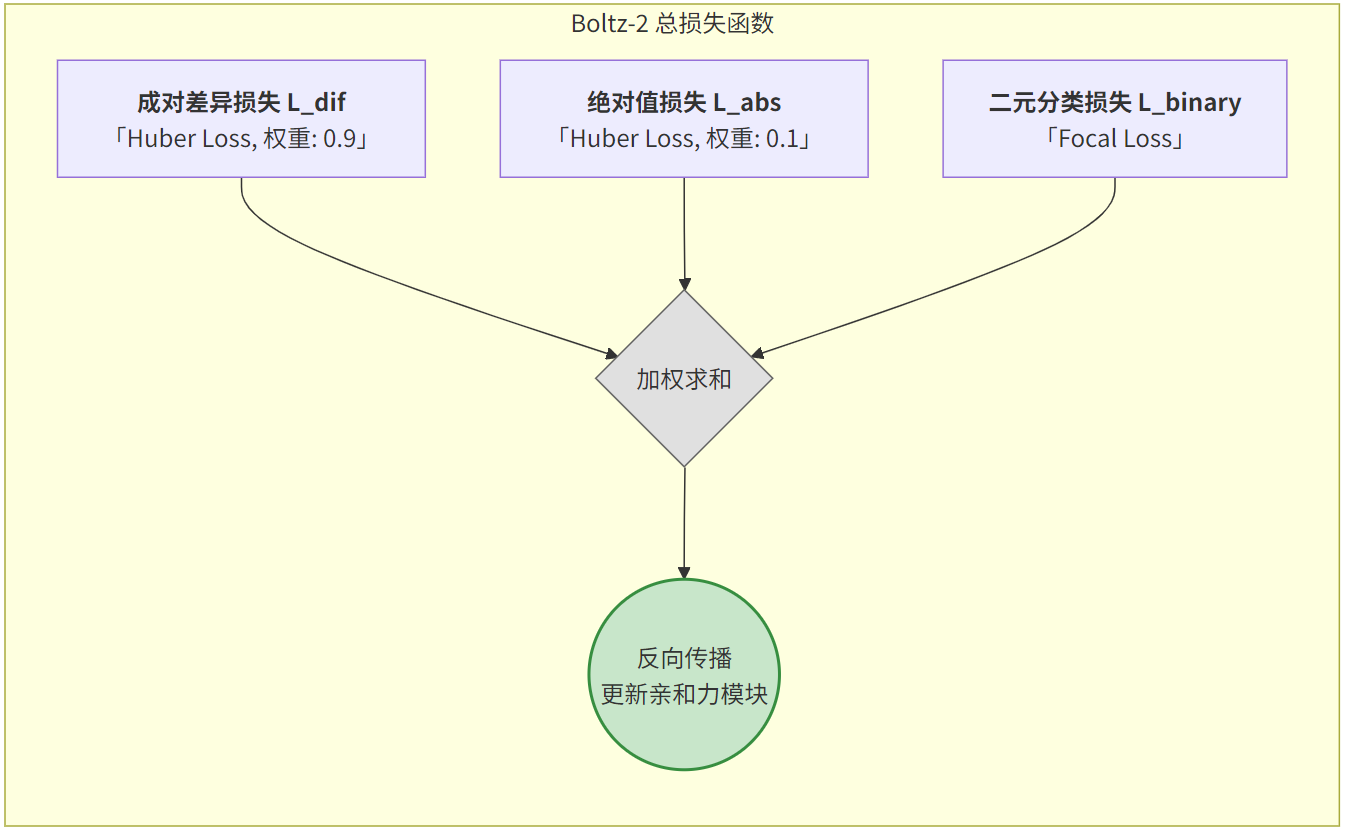 Boltz-2 总损失函数
成对差异损失 L_dif
「Huber Loss, 权重: 0.9」
绝对值损失 L_abs
「Huber Loss, 权重: 0.1」
二元分类损失 L_binary
「Focal Loss」
加权求和
反向传播
更新亲和力模块